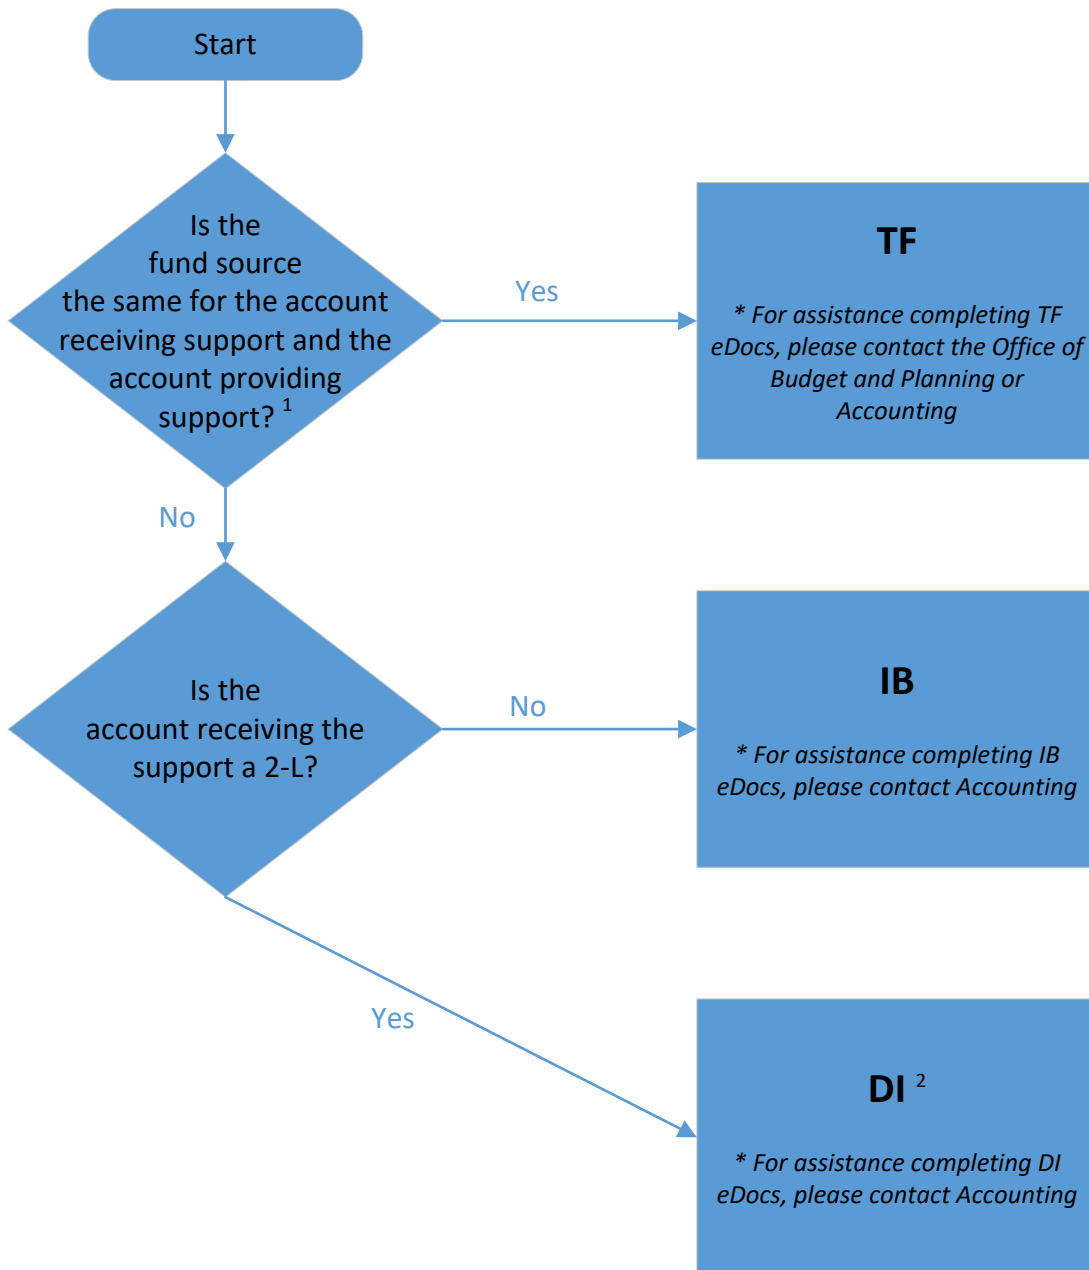 Start
Is the
fund source
the same for the account
receiving support and the
account providing
support? 1
Yes
TF
* For assistance completing TF
eDocs, please contact the Office of
Budget and Planning or
Accounting
No
Is the
account receiving the
support a 2-L?
No
IB
* For assistance completing IB
eDocs, please contact Accounting
Yes
DI 2
* For assistance completing DI
eDocs, please contact Accounting